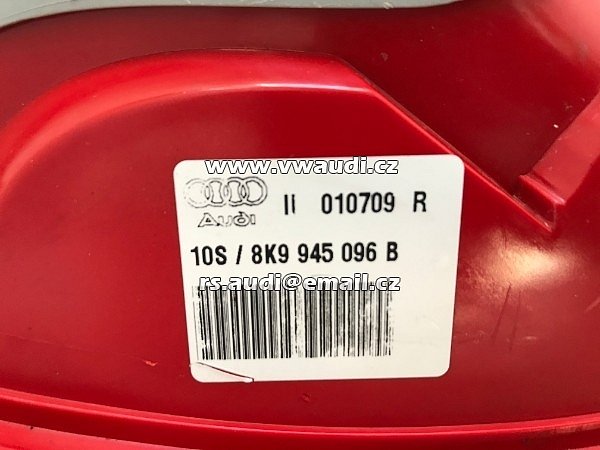 www.vwaudi.cz
Audi II 010709 R
10S / 8K9 945 096 B
rs.audi@email.cz